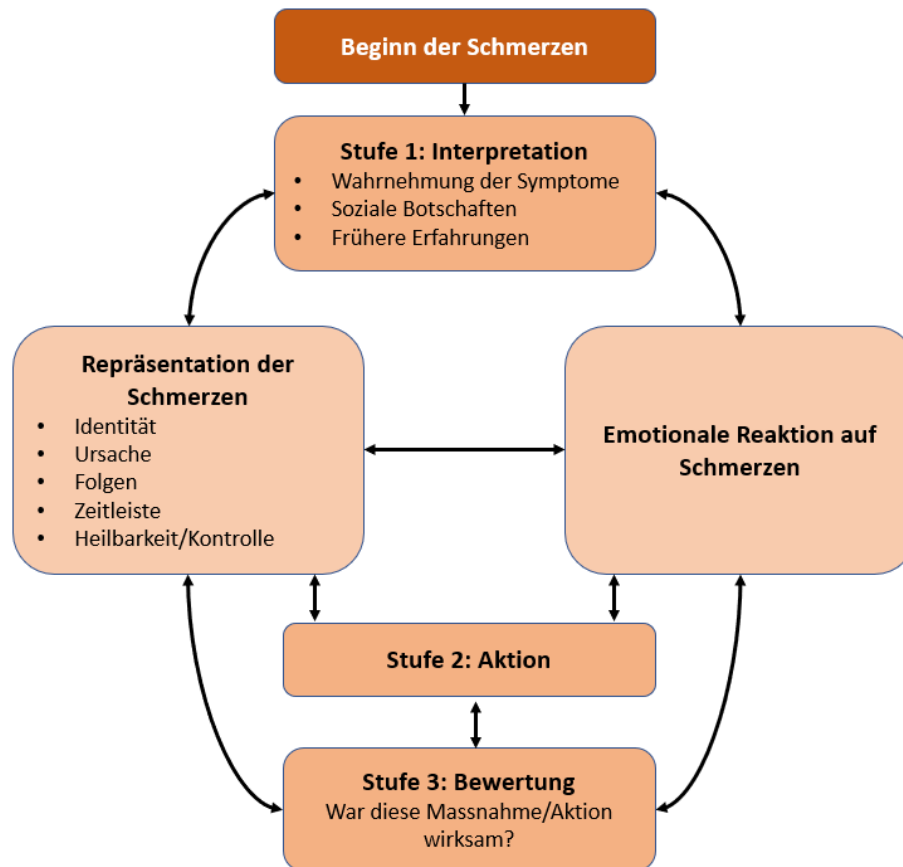 Beginn der Schmerzen
Stufe 1: Interpretation
• Wahrnehmung der Symptome
• Soziale Botschaften
• Frühere Erfahrungen
Repräsentation der
Schmerzen
• Identität
• Ursache
• Folgen
• Zeitleiste
• Heilbarkeit/Kontrolle
Emotionale Reaktion auf
Schmerzen
Stufe 2: Aktion
Stufe 3: Bewertung
War diese Massnahme/Aktion
wirksam?